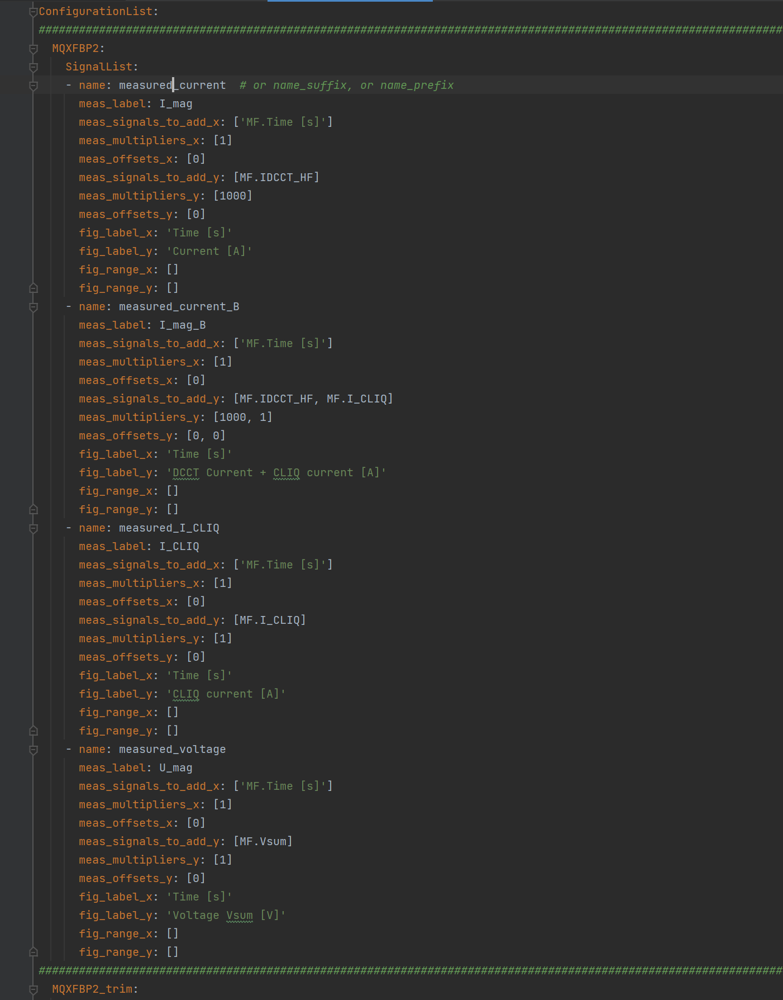 ConfigurationList:
###############################################################################################################
  MQXFBP2:
    SignalList:
    - name: measured_current  # or name_suffix, or name_prefix
      meas_label: I_mag
      meas_signals_to_add_x: ['MF.Time [s]']
      meas_multipliers_x: [1]
      meas_offsets_x: [0]
      meas_signals_to_add_y: [MF.IDCCT_HF]
      meas_multipliers_y: [1000]
      meas_offsets_y: [0]
      fig_label_x: 'Time [s]'
      fig_label_y: 'Current [A]'
      fig_range_x: []
      fig_range_y: []
    - name: measured_current_B
      meas_label: I_mag_B
      meas_signals_to_add_x: ['MF.Time [s]']
      meas_multipliers_x: [1]
      meas_offsets_x: [0]
      meas_signals_to_add_y: [MF.IDCCT_HF, MF.I_CLIQ]
      meas_multipliers_y: [1000, 1]
      meas_offsets_y: [0, 0]
      fig_label_x: 'Time [s]'
      fig_label_y: 'DCCT Current + CLIQ current [A]'
      fig_range_x: []
      fig_range_y: []
    - name: measured_I_CLIQ
      meas_label: I_CLIQ
      meas_signals_to_add_x: ['MF.Time [s]']
      meas_multipliers_x: [1]
      meas_offsets_x: [0]
      meas_signals_to_add_y: [MF.I_CLIQ]
      meas_multipliers_y: [1]
      meas_offsets_y: [0]
      fig_label_x: 'Time [s]'
      fig_label_y: 'CLIQ current [A]'
      fig_range_x: []
      fig_range_y: []
    - name: measured_voltage
      meas_label: U_mag
      meas_signals_to_add_x: ['MF.Time [s]']
      meas_multipliers_x: [1]
      meas_offsets_x: [0]
      meas_signals_to_add_y: [MF.Vsum]
      meas_multipliers_y: [1]
      meas_offsets_y: [0]
      fig_label_x: 'Time [s]'
      fig_label_y: 'Voltage Vsum [V]'
      fig_range_x: []
      fig_range_y: []
###############################################################################################################
  MQXFBP2_trim: